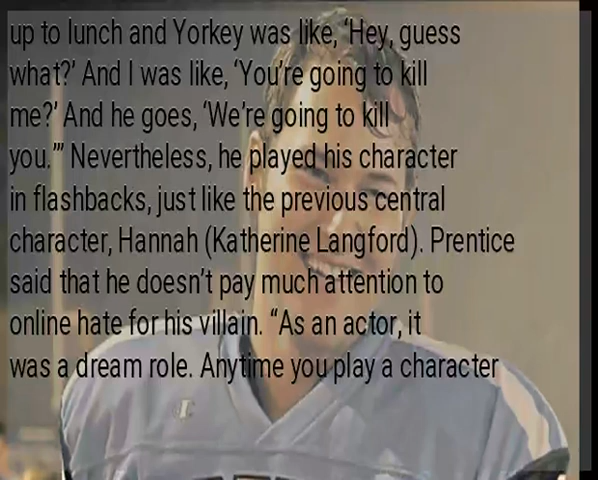 up to lunch and Yorkey was like, ‘Hey, guess
what?’ And I was like, ‘You’re going to kill
me?’ And he goes, ‘We’re going to kill
you.’” Nevertheless, he played his character
in flashbacks, just like the previous central
character, Hannah (Katherine Langford). Prentice
said that he doesn’t pay much attention to
online hate for his villain. “As an actor, it
was a dream role. Anytime you play a character